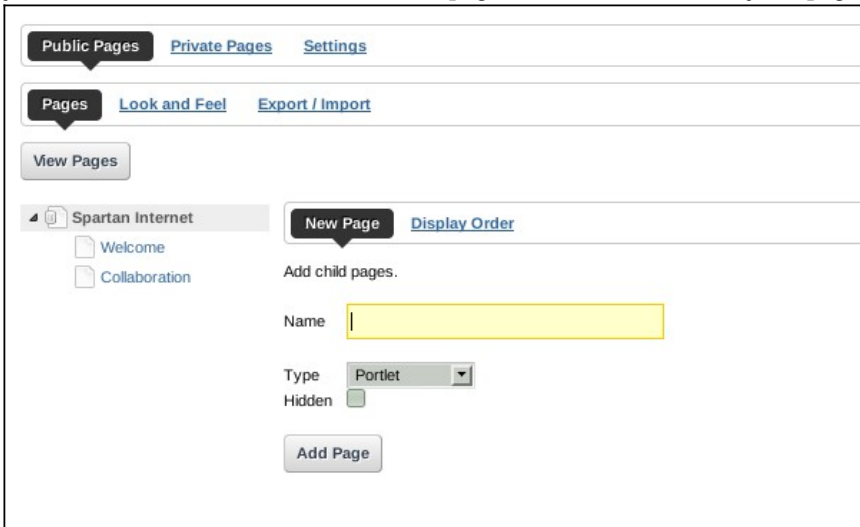 Public Pages Private Pages Settings
Pages Look and Feel Export / Import
View Pages
Spartan Internet
Welcome
Collaboration
New Page Display Order
Add child pages.
Name
Type Portlet
Hidden
Add Page